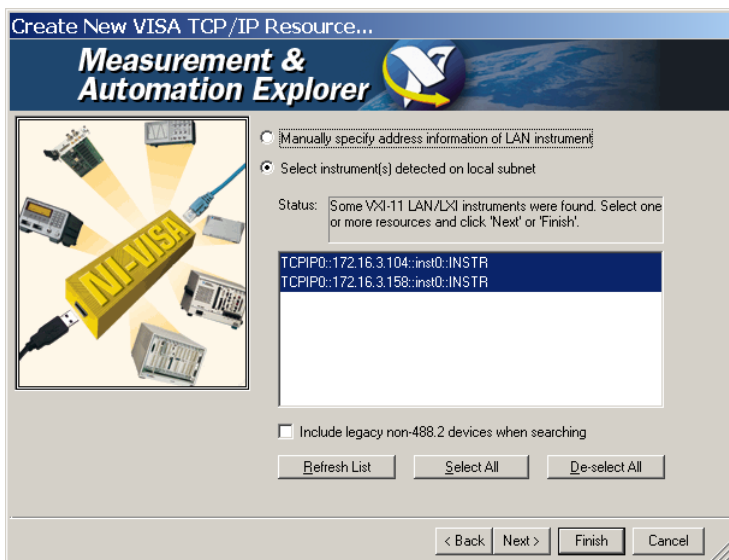 Create New VISA TCP/IP Resource...
Measurement &
Automation Explorer
Manually specify address information of LAN instrument
Select instrument(s) detected on local subnet
Status:
Some VXI-11 LAN/LXI instruments were found. Select one
or more resources and click 'Next' or 'Finish'.
TCPIP0::172.16.3.104::inst0::INSTR
TCPIP0::172.16.3.158::inst0::INSTR
NI-VISA
Include legacy non-488.2 devices when searching
Refresh List
Select All
De-select All
< Back
Next >
Finish
Cancel